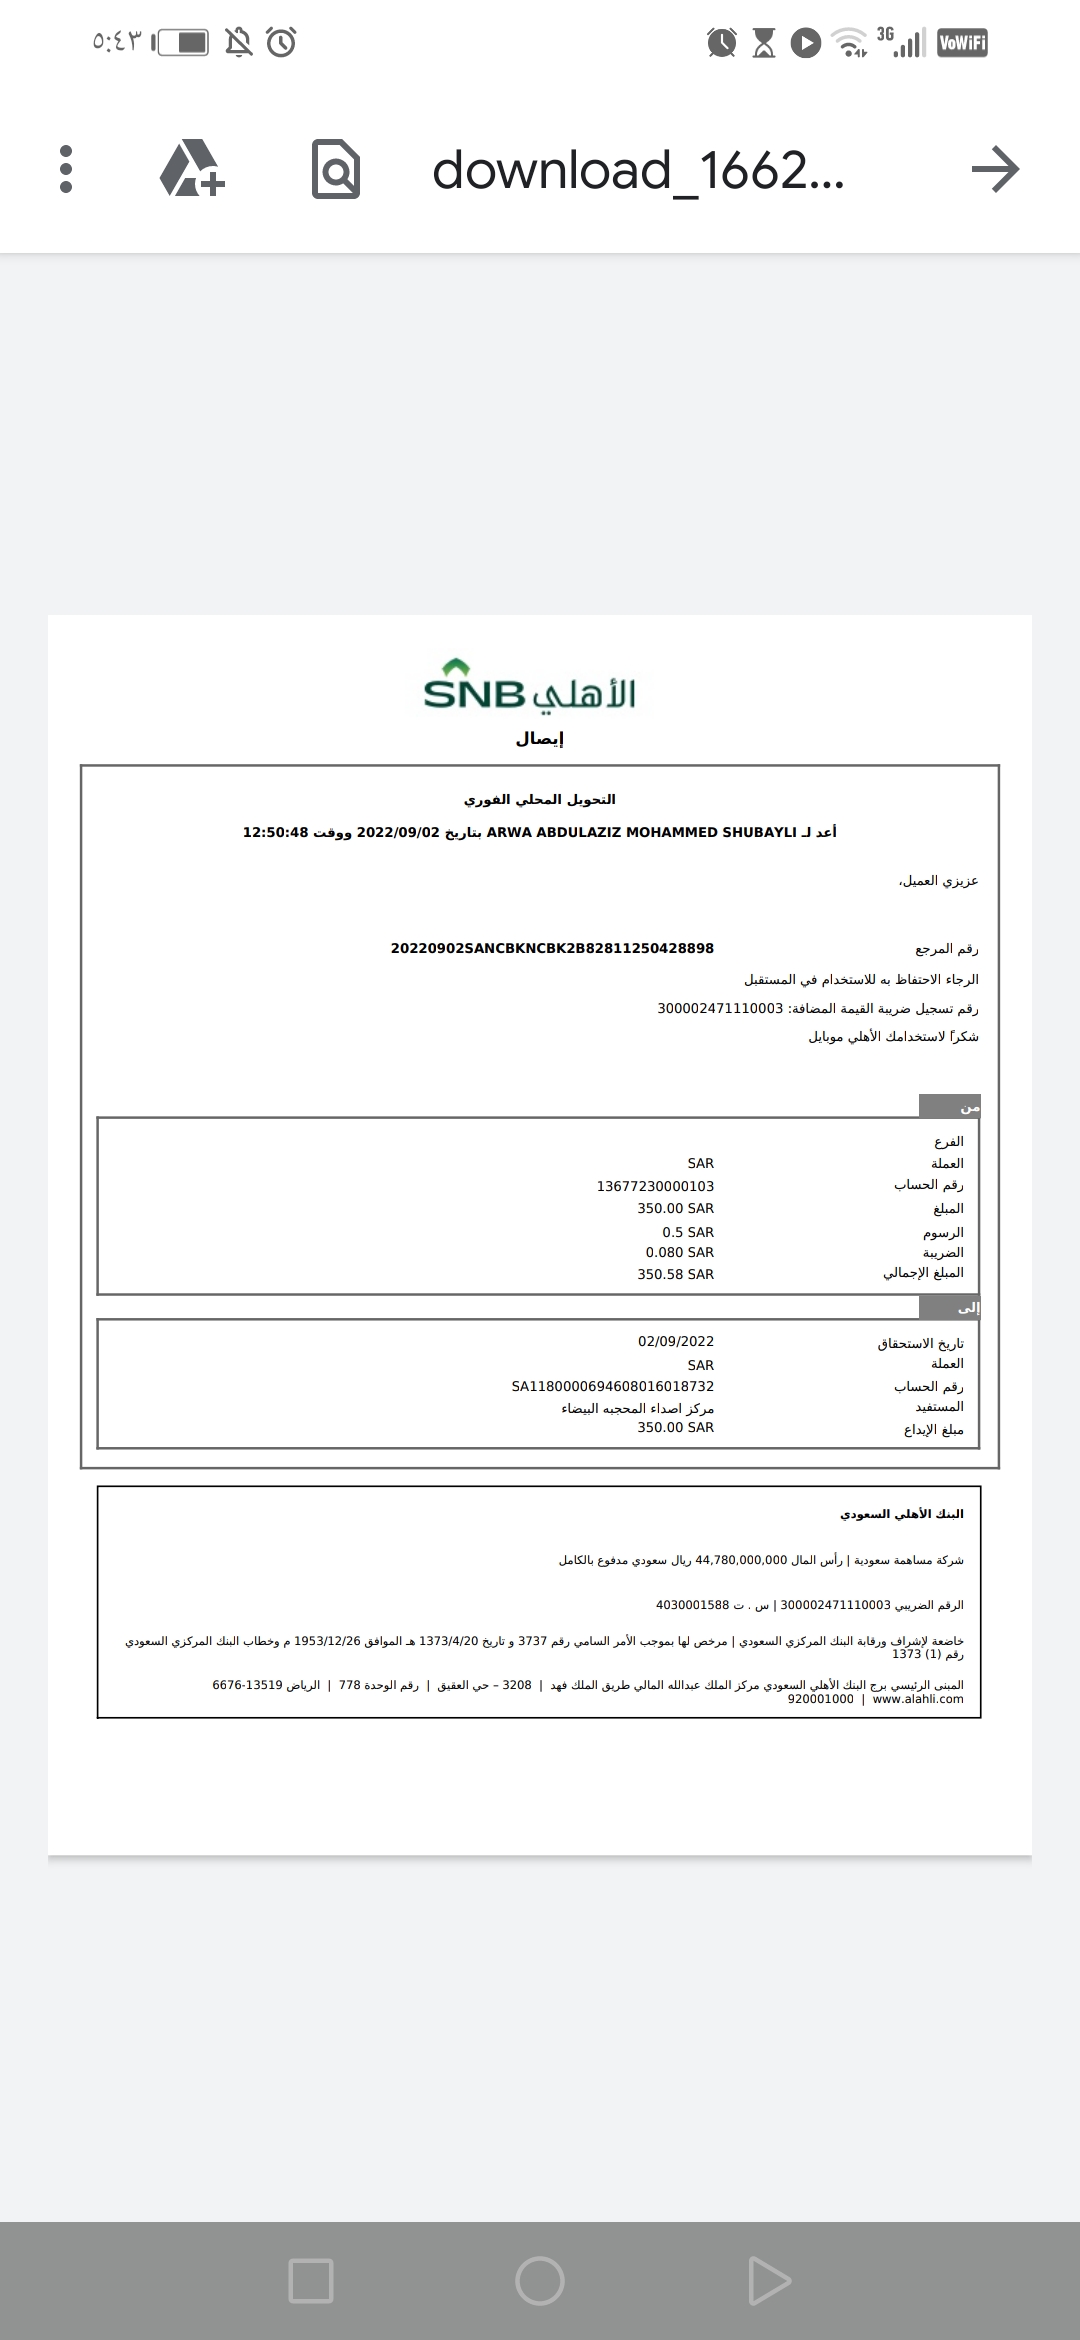 ٥:٤٣
3G
VoWiFi
download_1662...
الأهلي SNB
إيصال
التحويل المحلي الفوري
أعد لـ ARWA ABDULAZIZ MOHAMMED SHUBAYLI بتاريخ 2022/09/02 ووقت 12:50:48
عزيزي العميل،
رقم المرجع 20220902SANCBKNCBK2B82811250428898
الرجاء الاحتفاظ به للاستخدام في المستقبل
رقم تسجيل ضريبة القيمة المضافة: 300002471110003
شكراً لاستخدامك الأهلي موبايل
من
الفرع
العملة SAR
رقم الحساب 13677230000103
المبلغ 350.00 SAR
الرسوم 0.5 SAR
الضريبة 0.080 SAR
المبلغ الإجمالي 350.58 SAR
إلى
تاريخ الاستحقاق 02/09/2022
العملة SAR
رقم الحساب SA1180000694608016018732
المستفيد مركز اصداء المحجبه البيضاء
مبلغ الإيداع 350.00 SAR
البنك الأهلي السعودي
شركة مساهمة سعودية | رأس المال 44,780,000,000 ريال سعودي مدفوع بالكامل
الرقم الضريبي 300002471110003 | س . ت 4030001588
خاضعة لإشراف ورقابة البنك المركزي السعودي | مرخص لها بموجب الأمر السامي رقم 3737 و تاريخ 1373/4/20 هـ الموافق 1953/12/26 م وخطاب البنك المركزي السعودي
رقم (1) 1373
المبنى الرئيسي برج البنك الأهلي السعودي مركز الملك عبدالله المالي طريق الملك فهد | 3208 – حي العقيق | رقم الوحدة 778 | الرياض 13519-6676
920001000 | www.alahli.com